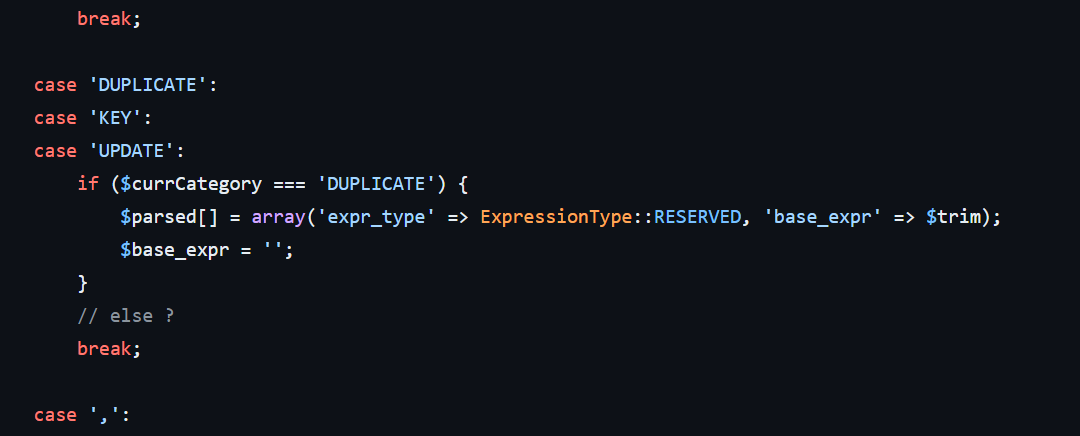 break;
case 'DUPLICATE':
case 'KEY':
case 'UPDATE':
if ($currCategory === 'DUPLICATE') {
$parsed[] = array('expr_type' => ExpressionType::RESERVED, 'base_expr' => $trim);
$base_expr = '';
}
// else ?
break;
case ',':